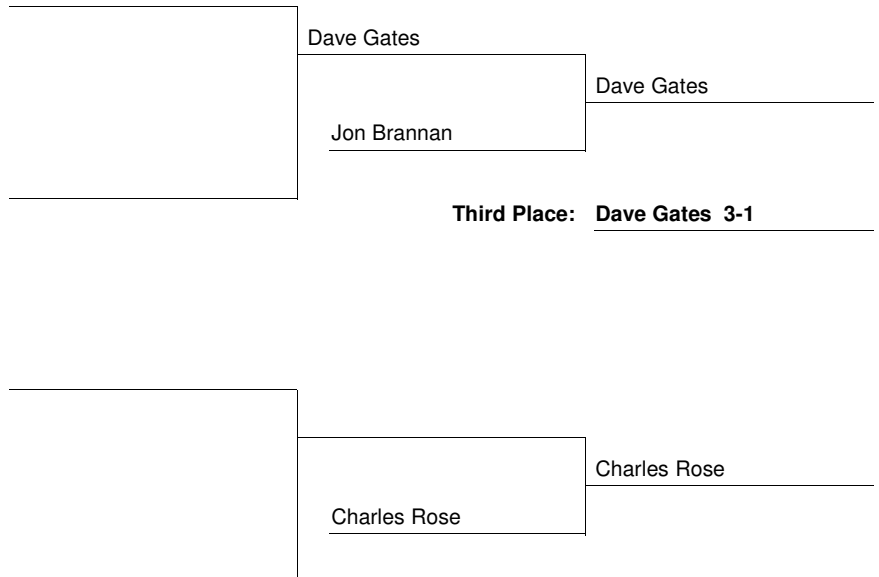 Dave Gates
Dave Gates
Jon Brannan
Third Place: Dave Gates 3-1
Charles Rose
Charles Rose